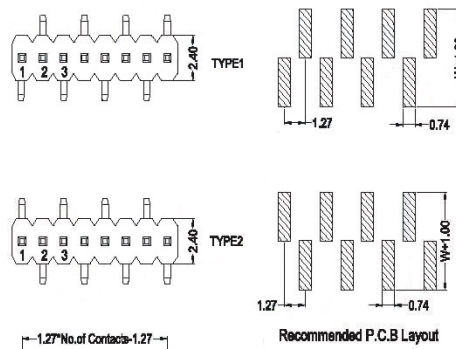 1 2 3
2.40
TYPE1
1.27
0.74
1 2 3
2.40
TYPE2
W+1.00
1.27
0.74
1.27*No.of Contacts-1.27
Recommended P.C.B Layout